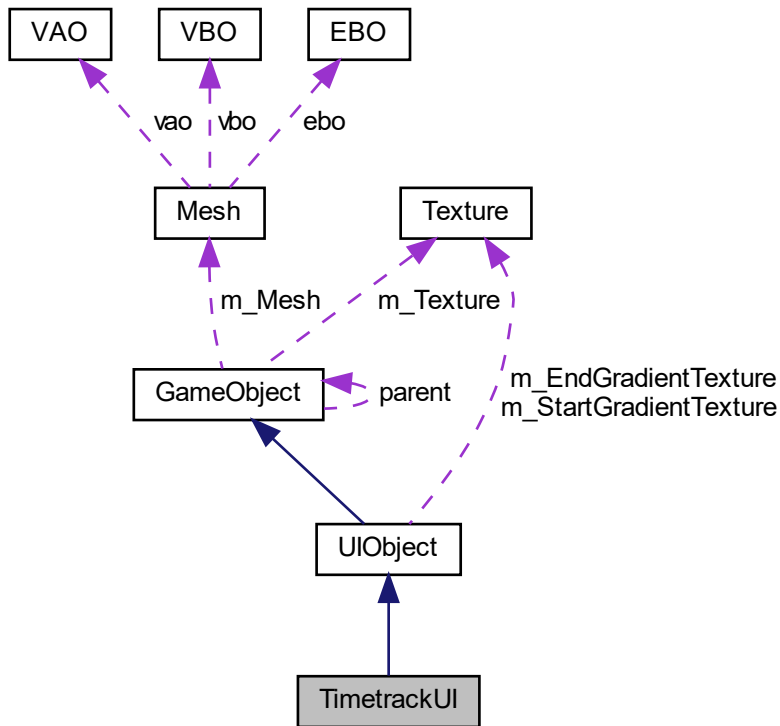 VAO
VBO
EBO
vao
vbo
ebo
Mesh
Texture
m_Mesh
m_Texture
GameObject
parent
m_EndGradientTexture
m_StartGradientTexture
UIObject
TimetrackUI